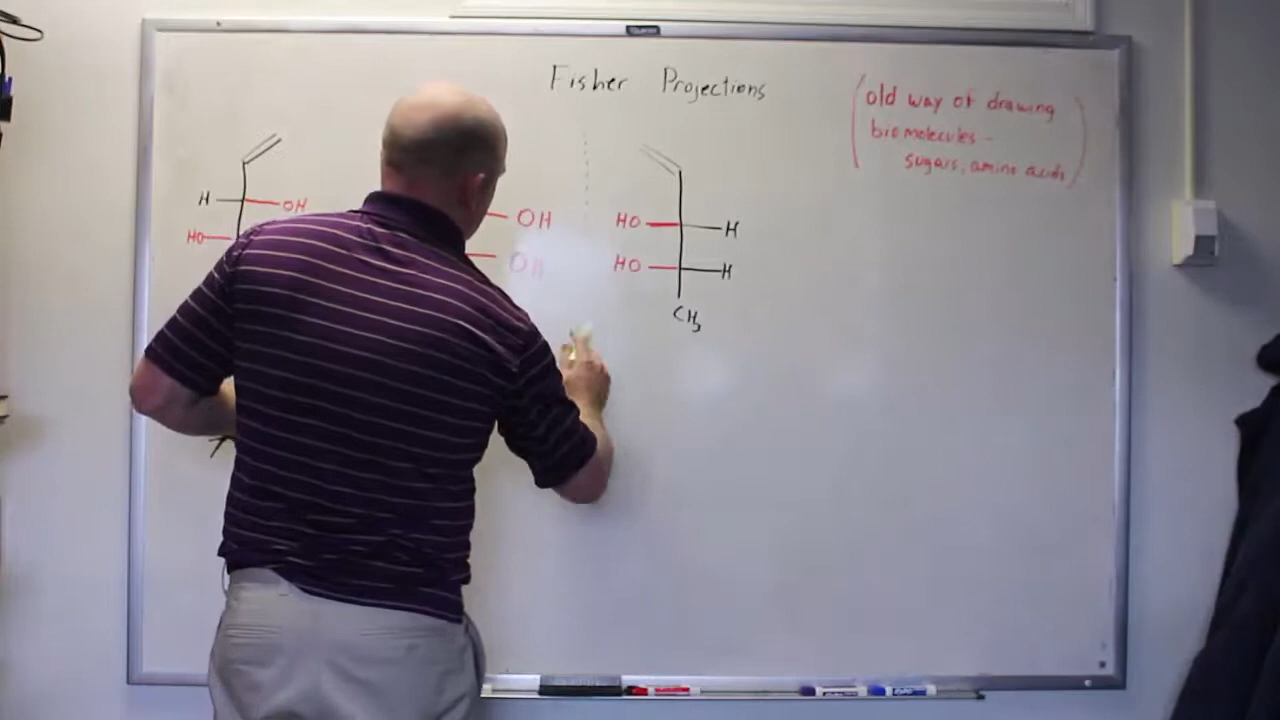 Fisher Projections
(old way of drawing
biomolecules -
sugars, amino acids)
H OH
HO
OH
OH
HO H
HO H
CH3